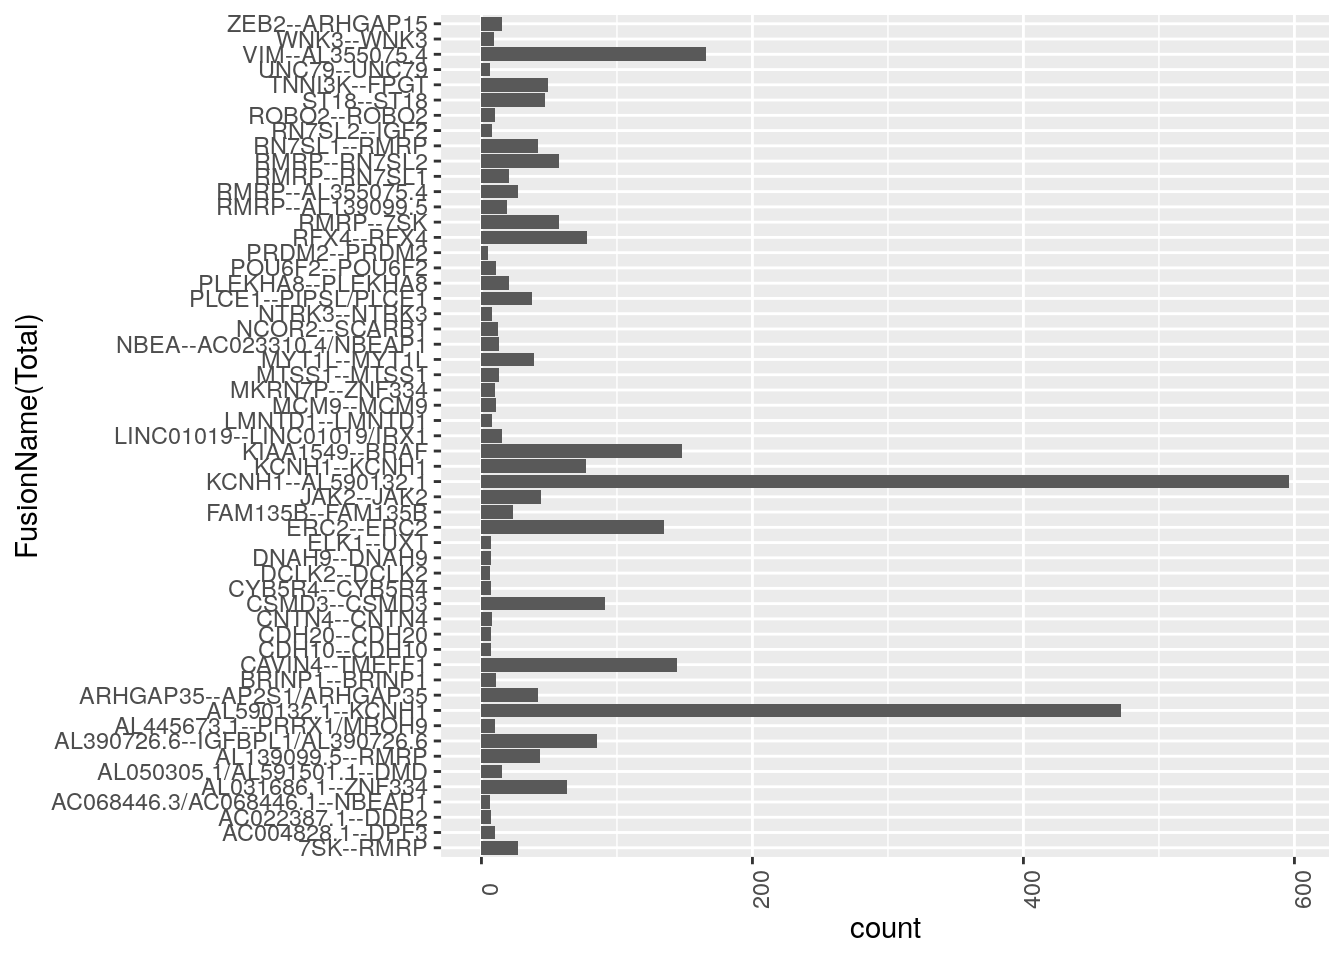 ZEB2--ARHGAP15
WNK3--WNK3
VIM--AL355075.4
UNC79--UNC79
TNNI3K--FPGT
ST18--ST18
ROBO2--ROBO2
RN7SL2--IGF2
RN7SL1--RMRP
RMRP--RN7SL2
RMRP--RN7SL1
RMRP--AL355075.4
RMRP--AL139099.5
RMRP--7SK
RFX4--RFX4
PRDM2--PRDM2
POU6F2--POU6F2
PLEKHA8--PLEKHA8
PLCE1--PIPSL/PLCE1
NTRK3--NTRK3
NCOR2--SCARB1
NBEA--AC023310.4/NBEAP1
MYT1L--MYT1L
MTSS1--MTSS1
MKRN7P--ZNF334
MCM9--MCM9
LMNTD1--LMNTD1
LINC01019--LINC01019/IRX1
KIAA1549--BRAF
KCNH1--KCNH1
KCNH1--AL590132.1
JAK2--JAK2
FAM135B--FAM135B
ERC2--ERC2
ELK1--UXT
DNAH9--DNAH9
DCLK2--DCLK2
CYB5R4--CYB5R4
CSMD3--CSMD3
CNTN4--CNTN4
CDH20--CDH20
CDH10--CDH10
CAVIN4--TMEFF1
BRINP1--BRINP1
ARHGAP35--AP2S1/ARHGAP35
AL590132.1--KCNH1
AL445673.1--PRRX1/MROH9
AL390726.6--IGFBPL1/AL390726.6
AL139099.5--RMRP
AL050305.1/AL591501.1--DMD
AL031686.1--ZNF334
AC068446.3/AC068446.1--NBEAP1
AC022387.1--DDR2
AC004828.1--DPF3
7SK--RMRP
FusionName(Total)
0
200
400
600
count